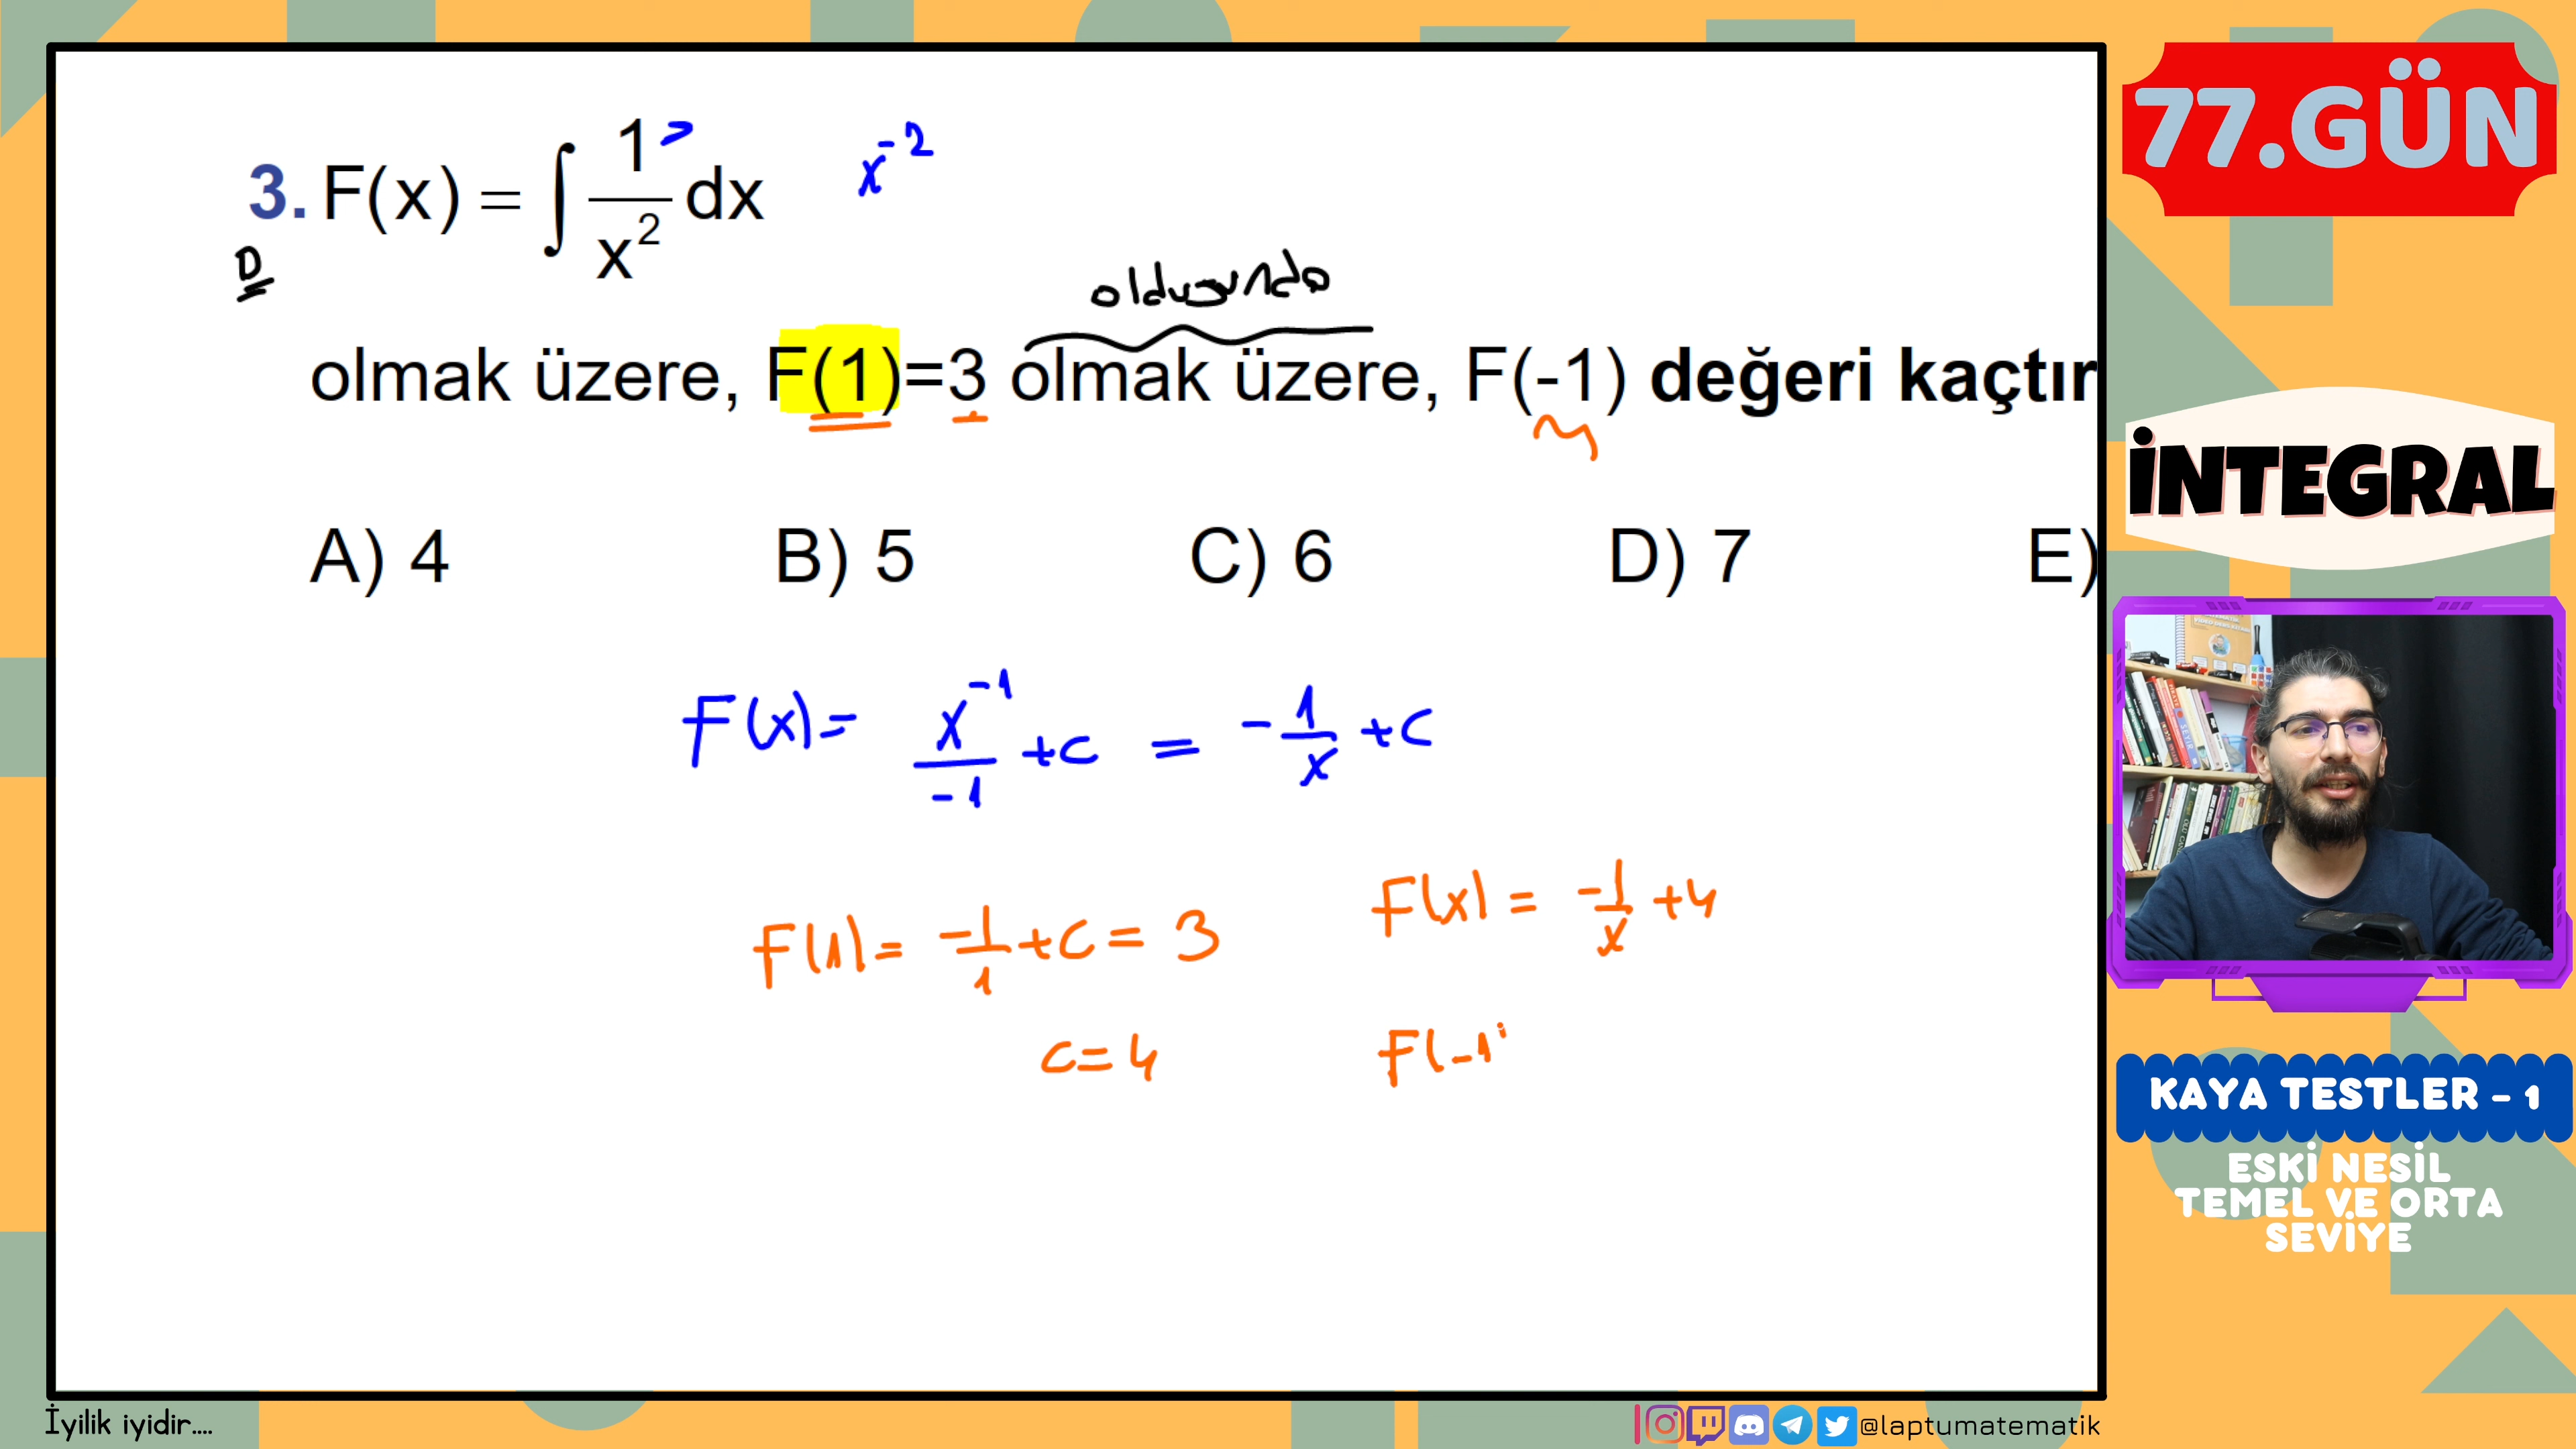 77.GÜN
3. F(x) = ∫ 1/x² dx
x⁻²
D
olduğunda
olmak üzere, F(1)=3 olmak üzere, F(-1) değeri kaçtır
A) 4 B) 5 C) 6 D) 7 E)
F(x) = x⁻¹/-1 + c = -1/x + c
F(1) = -1/1 + c = 3
c = 4
F(x) = -1/x + 4
F(-1
İNTEGRAL
KAYA TESTLER - 1
ESKİ NESİL
TEMEL VE ORTA
SEVİYE
İyilik iyidir....
@laptumatematik